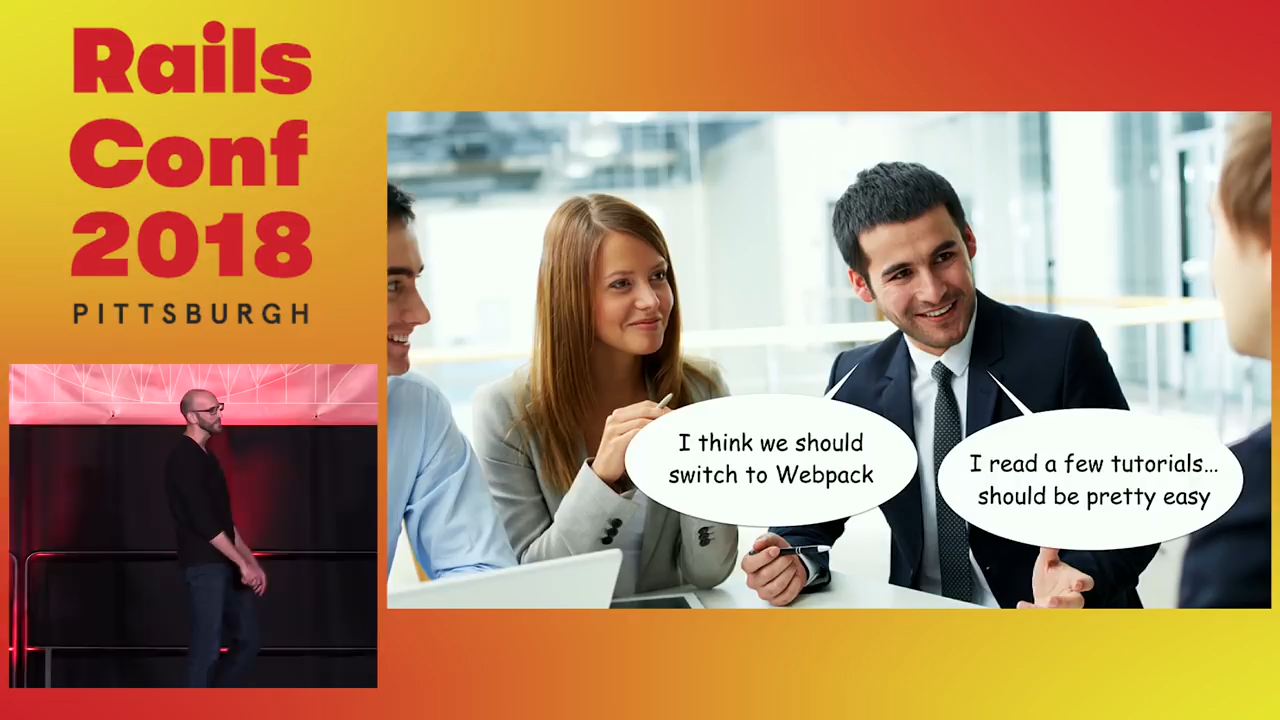 Rails
Conf
2018
PITTSBURGH
I think we should
switch to Webpack
I read a few tutorials...
should be pretty easy